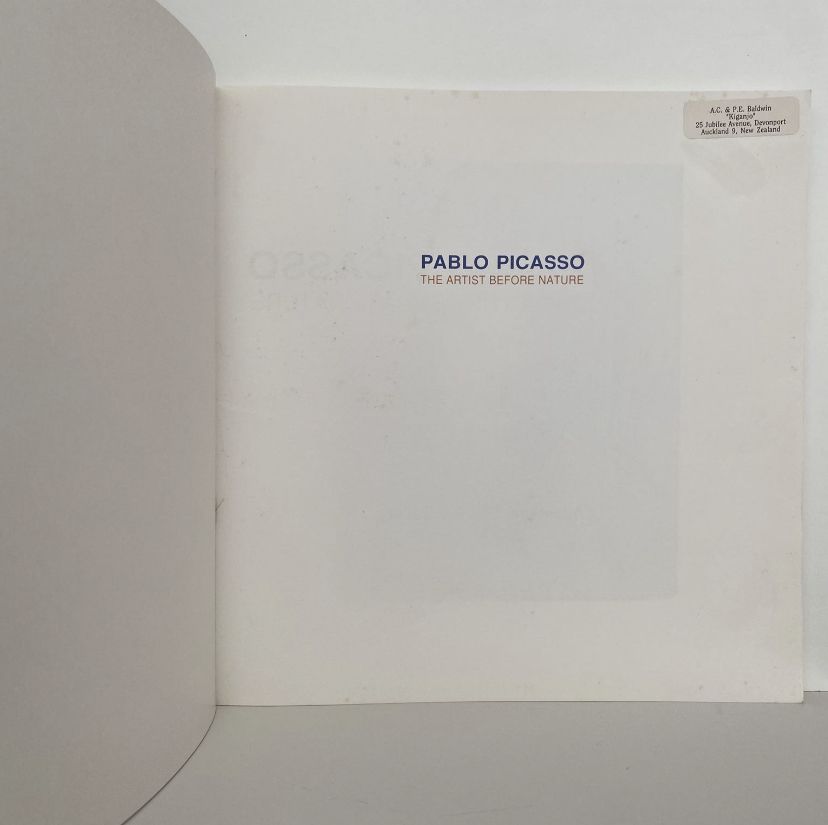 A.C. & P.E. Baldwin
"Kiganjo"
25 Jubilee Avenue, Devonport
Auckland 9, New Zealand
PABLO PICASSO
THE ARTIST BEFORE NATURE